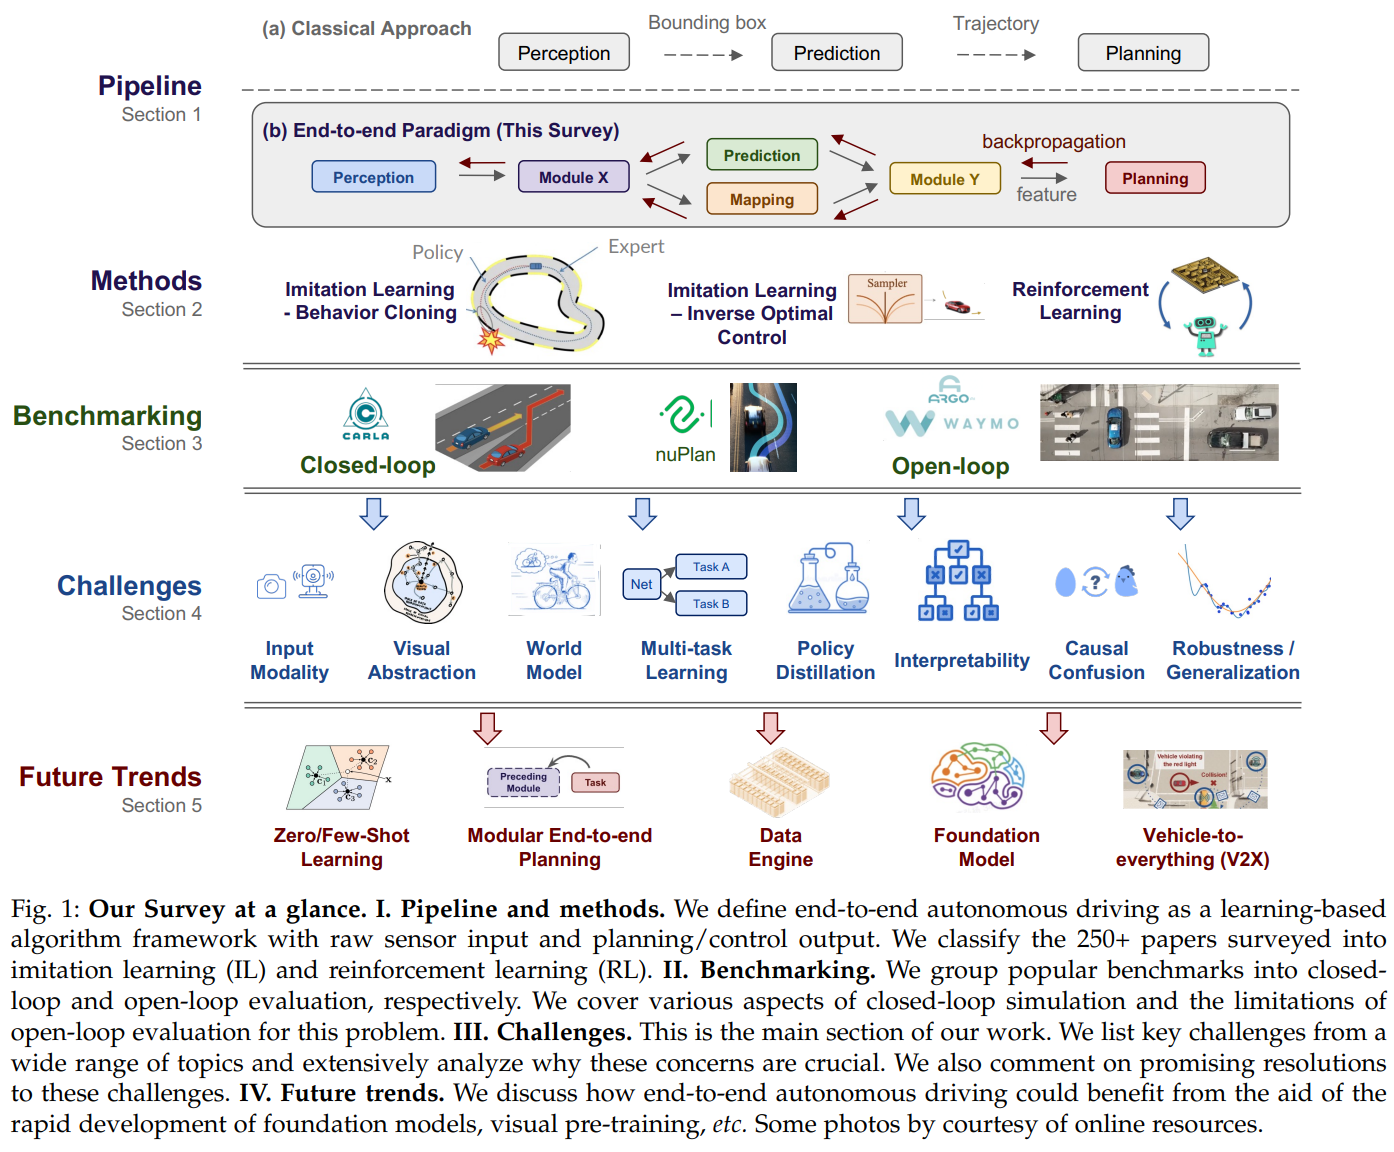 (a) Classical Approach
Perception
Bounding box
Prediction
Trajectory
Planning
Pipeline
Section 1
(b) End-to-end Paradigm (This Survey)
Perception
Module X
Prediction
Mapping
Module Y
backpropagation
feature
Planning
Methods
Section 2
Imitation Learning
- Behavior Cloning
Policy
Expert
Imitation Learning
– Inverse Optimal
Control
Sampler
Reinforcement
Learning
Benchmarking
Section 3
CARLA
Closed-loop
nuPlan
ARGO
WAYMO
Open-loop
Challenges
Section 4
Net
Task A
Task B
?
Input
Modality
Visual
Abstraction
World
Model
Multi-task
Learning
Policy
Distillation
Interpretability
Causal
Confusion
Robustness /
Generalization
Future Trends
Section 5
C1
C2
C3
x
Preceding
Module
Task
Vehicle violating
the red light
Collision!
Zero/Few-Shot
Learning
Modular End-to-end
Planning
Data
Engine
Foundation
Model
Vehicle-to-
everything (V2X)
Fig. 1: Our Survey at a glance. I. Pipeline and methods. We define end-to-end autonomous driving as a learning-based
algorithm framework with raw sensor input and planning/control output. We classify the 250+ papers surveyed into
imitation learning (IL) and reinforcement learning (RL). II. Benchmarking. We group popular benchmarks into closed-
loop and open-loop evaluation, respectively. We cover various aspects of closed-loop simulation and the limitations of
open-loop evaluation for this problem. III. Challenges. This is the main section of our work. We list key challenges from a
wide range of topics and extensively analyze why these concerns are crucial. We also comment on promising resolutions
to these challenges. IV. Future trends. We discuss how end-to-end autonomous driving could benefit from the aid of the
rapid development of foundation models, visual pre-training, etc. Some photos by courtesy of online resources.